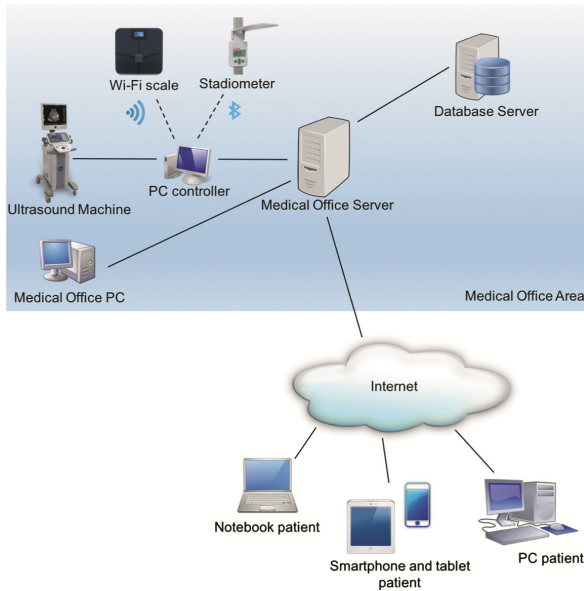 Wi-Fi scale
Stadiometer
Database Server
Ultrasound Machine
PC controller
Medical Office Server
Medical Office PC
Medical Office Area
Internet
Notebook patient
Smartphone and tablet
patient
PC patient